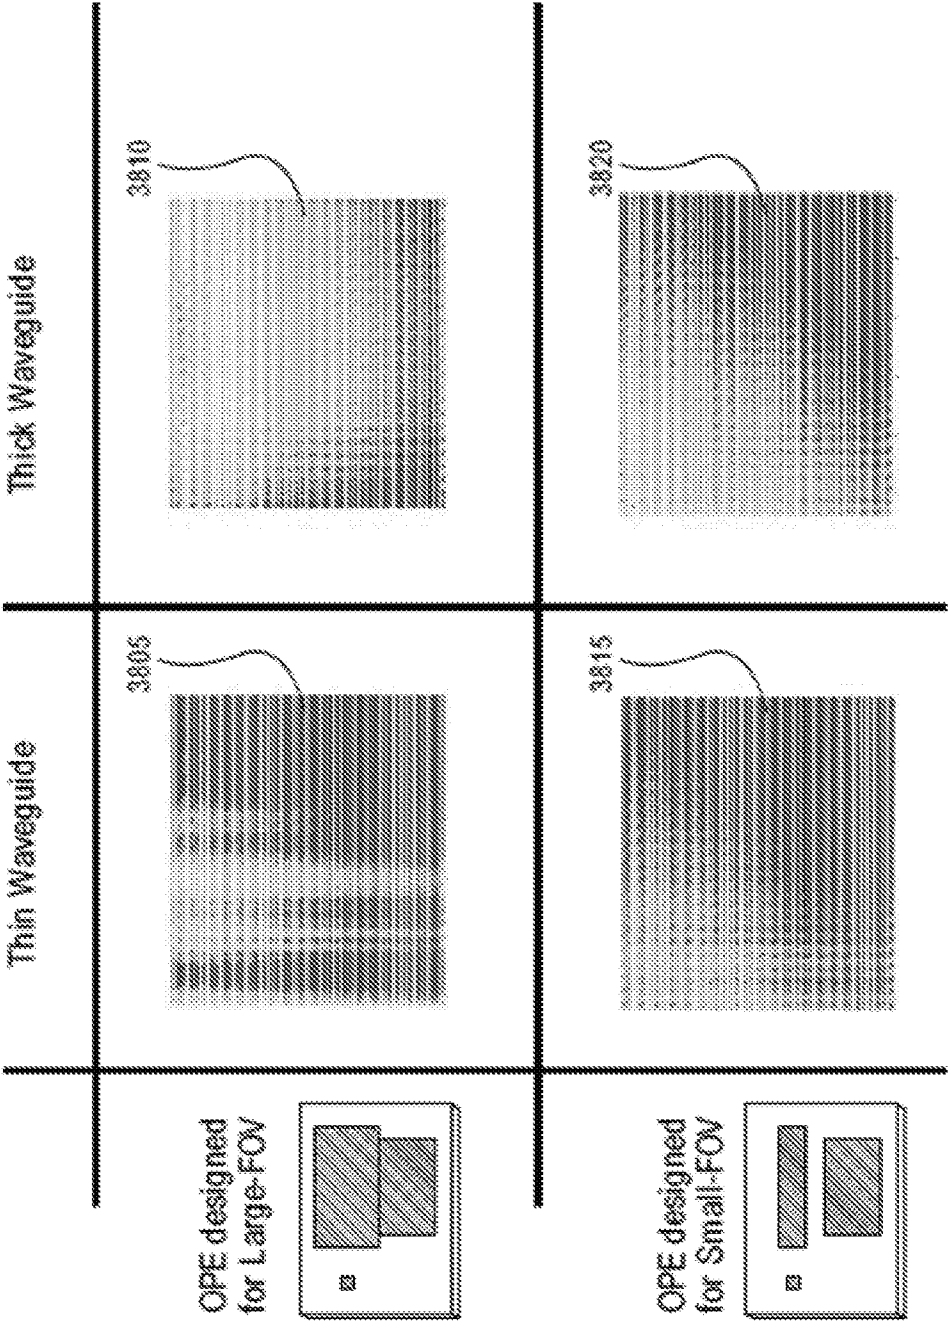 Thin Waveguide
Thick Waveguide
OPE designed
for Large-FOV
3805
3810
OPE designed
for Small-FOV
3815
3820